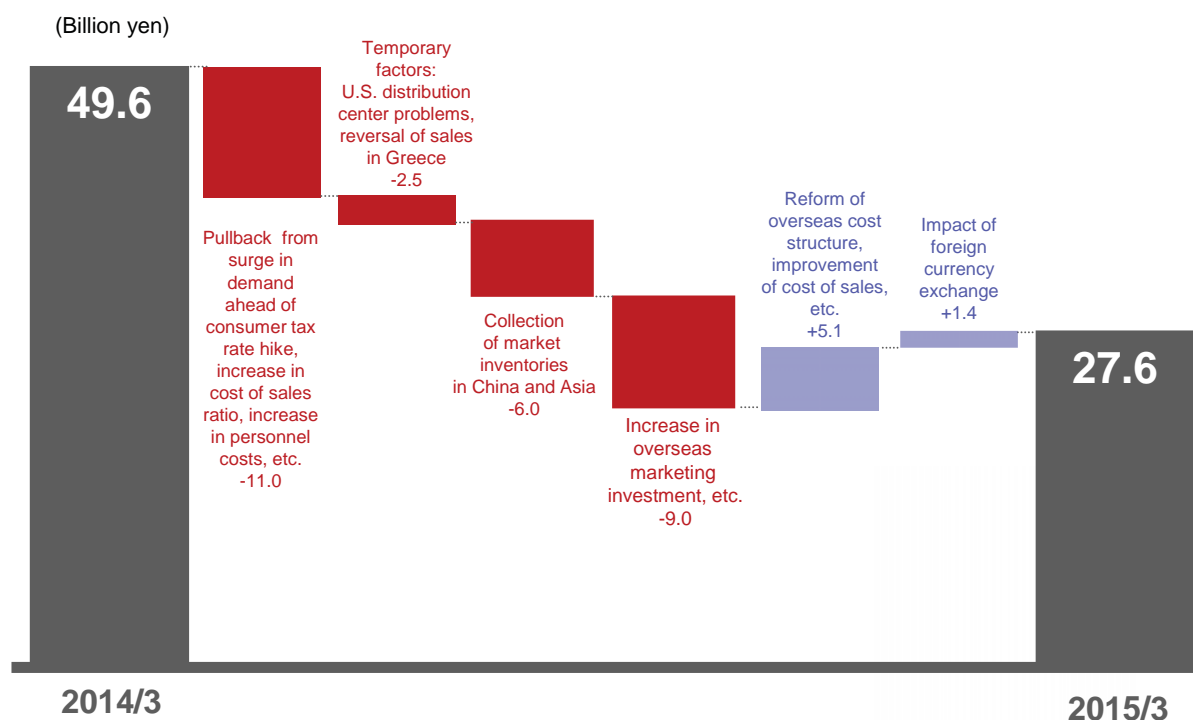 (Billion yen)
49.6
Pullback from
surge in
demand
ahead of
consumer tax
rate hike,
increase in
cost of sales
ratio, increase
in personnel
costs, etc.
-11.0
Temporary
factors:
U.S. distribution
center problems,
reversal of sales
in Greece
-2.5
Collection
of market
inventories
in China and Asia
-6.0
Increase in
overseas
marketing
investment, etc.
-9.0
Reform of
overseas cost
structure,
improvement
of cost of sales,
etc.
+5.1
Impact of
foreign
currency
exchange
+1.4
27.6
2014/3
2015/3